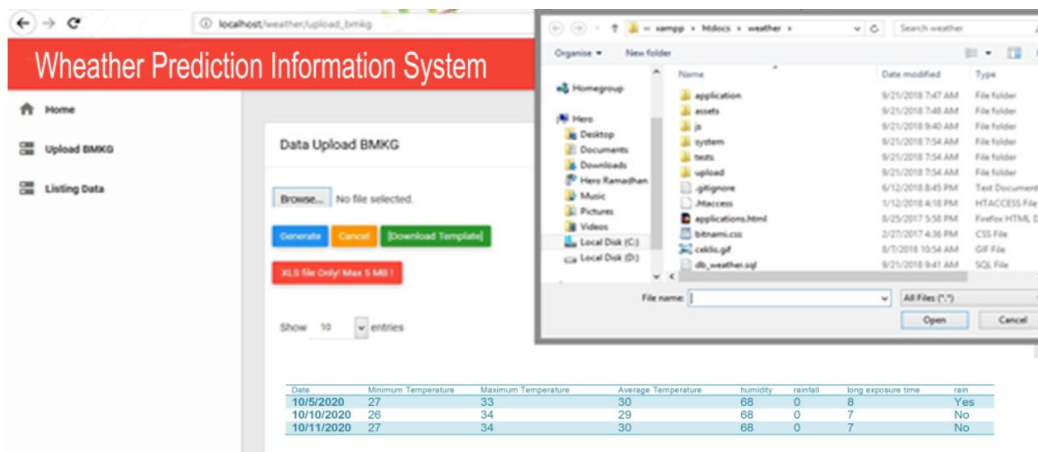 localhost/weather/upload_bmkg
Wheather Prediction Information System
Home
Upload BMKG
Listing Data
Data Upload BMKG
Browse... No file selected.
Generate Cancel [Download Template]
XLS file Only! Max 5 MB !
Show 10 entries
xampp htdocs weather Search weather
Organise New folder
Homegroup
Hero
Desktop
Documents
Downloads
Hero Ramadhan
Music
Pictures
Videos
Local Disk (C:)
Local Disk (D:)
Name Date modified Type
application 9/21/2018 7:47 AM File folder
assets 9/21/2018 7:48 AM File folder
js 9/21/2018 9:40 AM File folder
system 9/21/2018 7:54 AM File folder
tests 9/21/2018 7:54 AM File folder
upload 9/21/2018 7:54 AM File folder
.gitignore 6/12/2018 8:45 PM Text Document
.htaccess 1/12/2018 4:18 PM HTACCESS File
applications.html 8/25/2017 5:58 PM Firefox HTML D
bitnami.css 2/27/2017 4:36 PM CSS File
ceklis.gif 8/7/2018 10:54 AM GIF File
db_weather.sql 9/21/2018 9:41 AM SQL File
File name: All Files (*.*)
Open Cancel
Date Minimum Temperature Maximum Temperature Average Temperature humidity rainfall long exposure time rain
10/5/2020 27 33 30 68 0 8 Yes
10/10/2020 26 34 29 68 0 7 No
10/11/2020 27 34 30 68 0 7 No